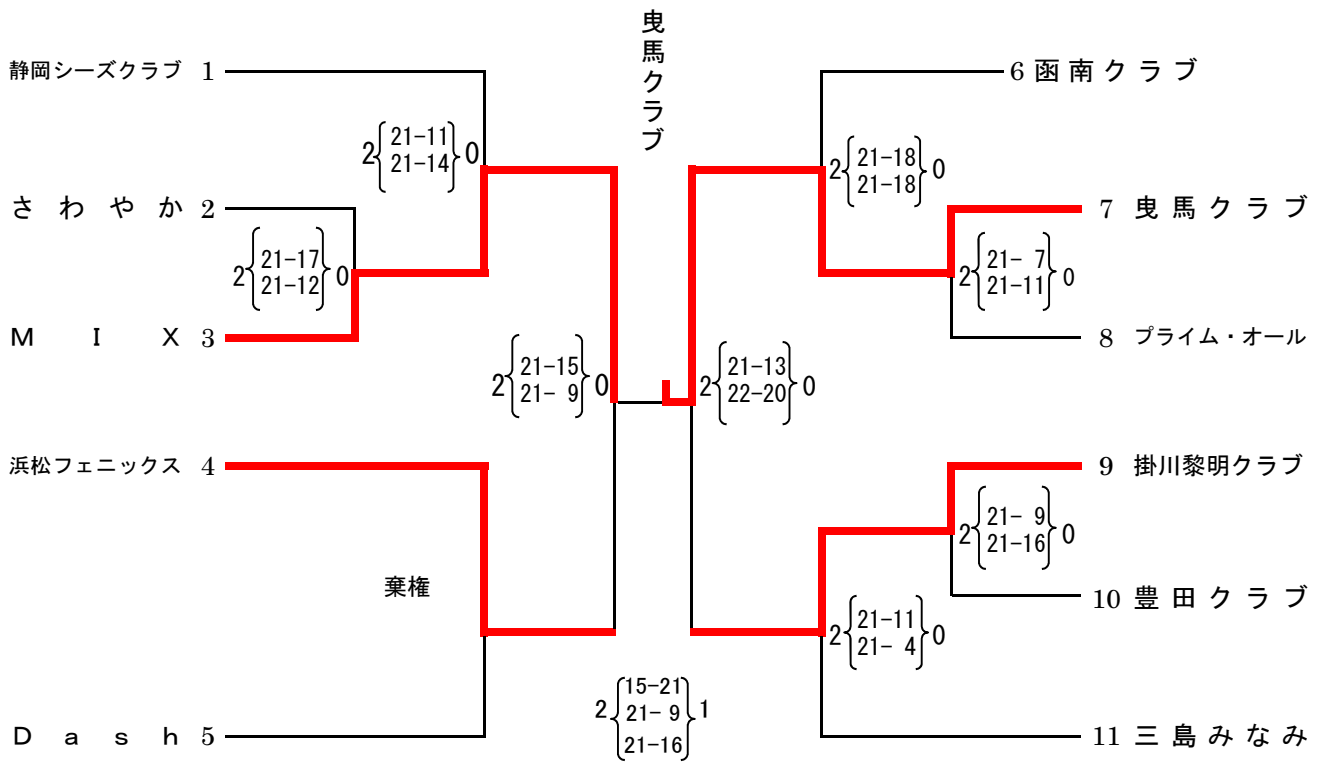 曳馬クラブ
静岡シーズクラブ 1
6 函南クラブ
2 21-11 0
21-14
2 21-18 0
21-18
さわやか 2
7 曳馬クラブ
2 21-17 0
21-12
2 21- 7 0
21-11
MIX 3
8 プライム・オール
2 21-15 0
21- 9
2 21-13 0
22-20
浜松フェニックス 4
9 掛川黎明クラブ
2 21- 9 0
21-16
棄権
10 豊田クラブ
2 21-11 0
21- 4
2 15-21 1
21- 9
21-16
Dash 5
11 三島みなみ